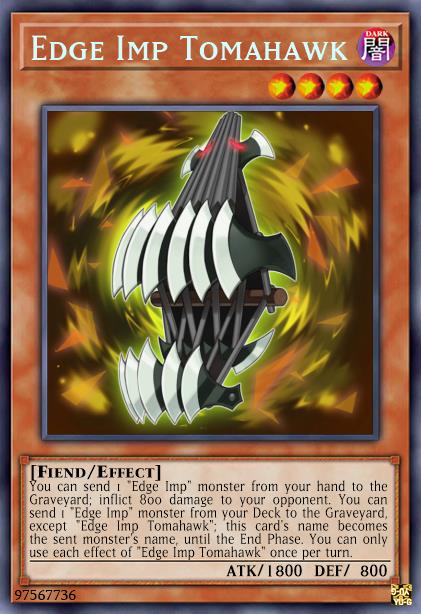 EDGE IMP TOMAHAWK
DARK
闇
[FIEND/EFFECT]
You can send 1 "Edge Imp" monster from your hand to the
Graveyard; inflict 800 damage to your opponent. You can
send 1 "Edge Imp" monster from your Deck to the Graveyard,
except "Edge Imp Tomahawk"; this card's name becomes
the sent monster's name, until the End Phase. You can only
use each effect of "Edge Imp Tomahawk" once per turn.
ATK/1800 DEF/ 800
97567736